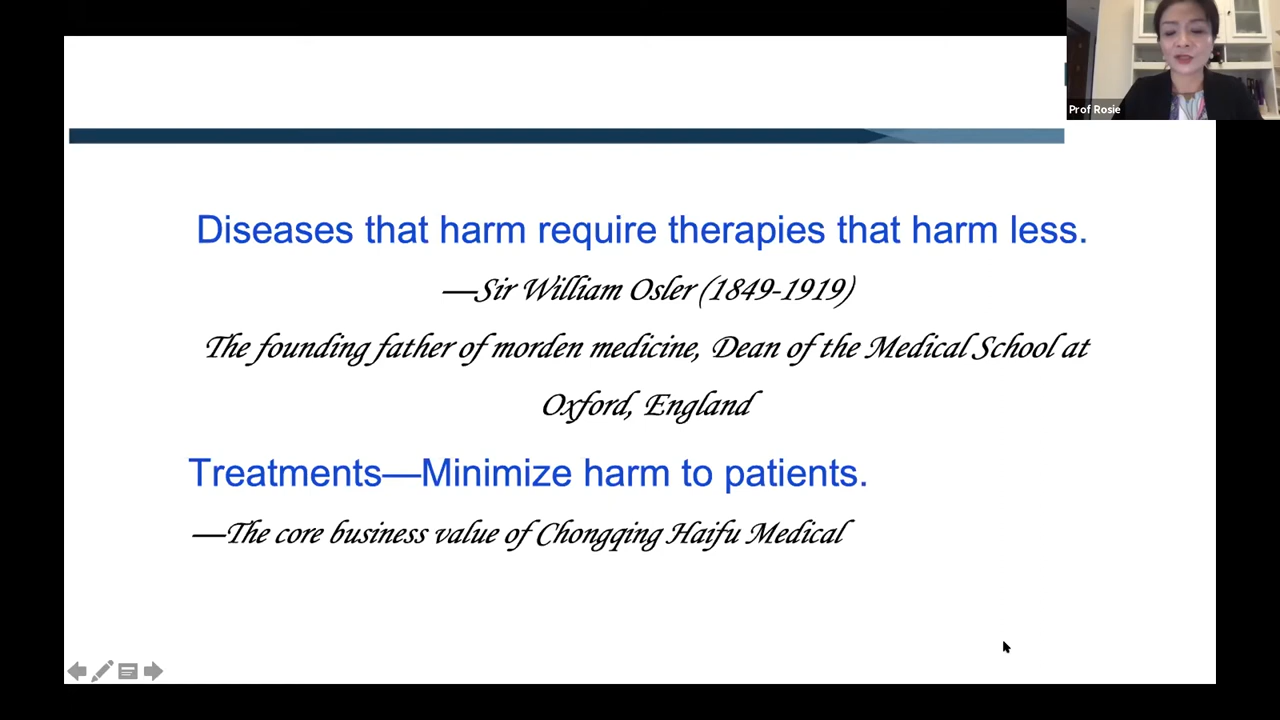 Prof Rosie
Diseases that harm require therapies that harm less.
—Sir William Osler (1849-1919)
The founding father of morden medicine, Dean of the Medical School at
Oxford, England
Treatments—Minimize harm to patients.
—The core business value of Chongqing Haifu Medical